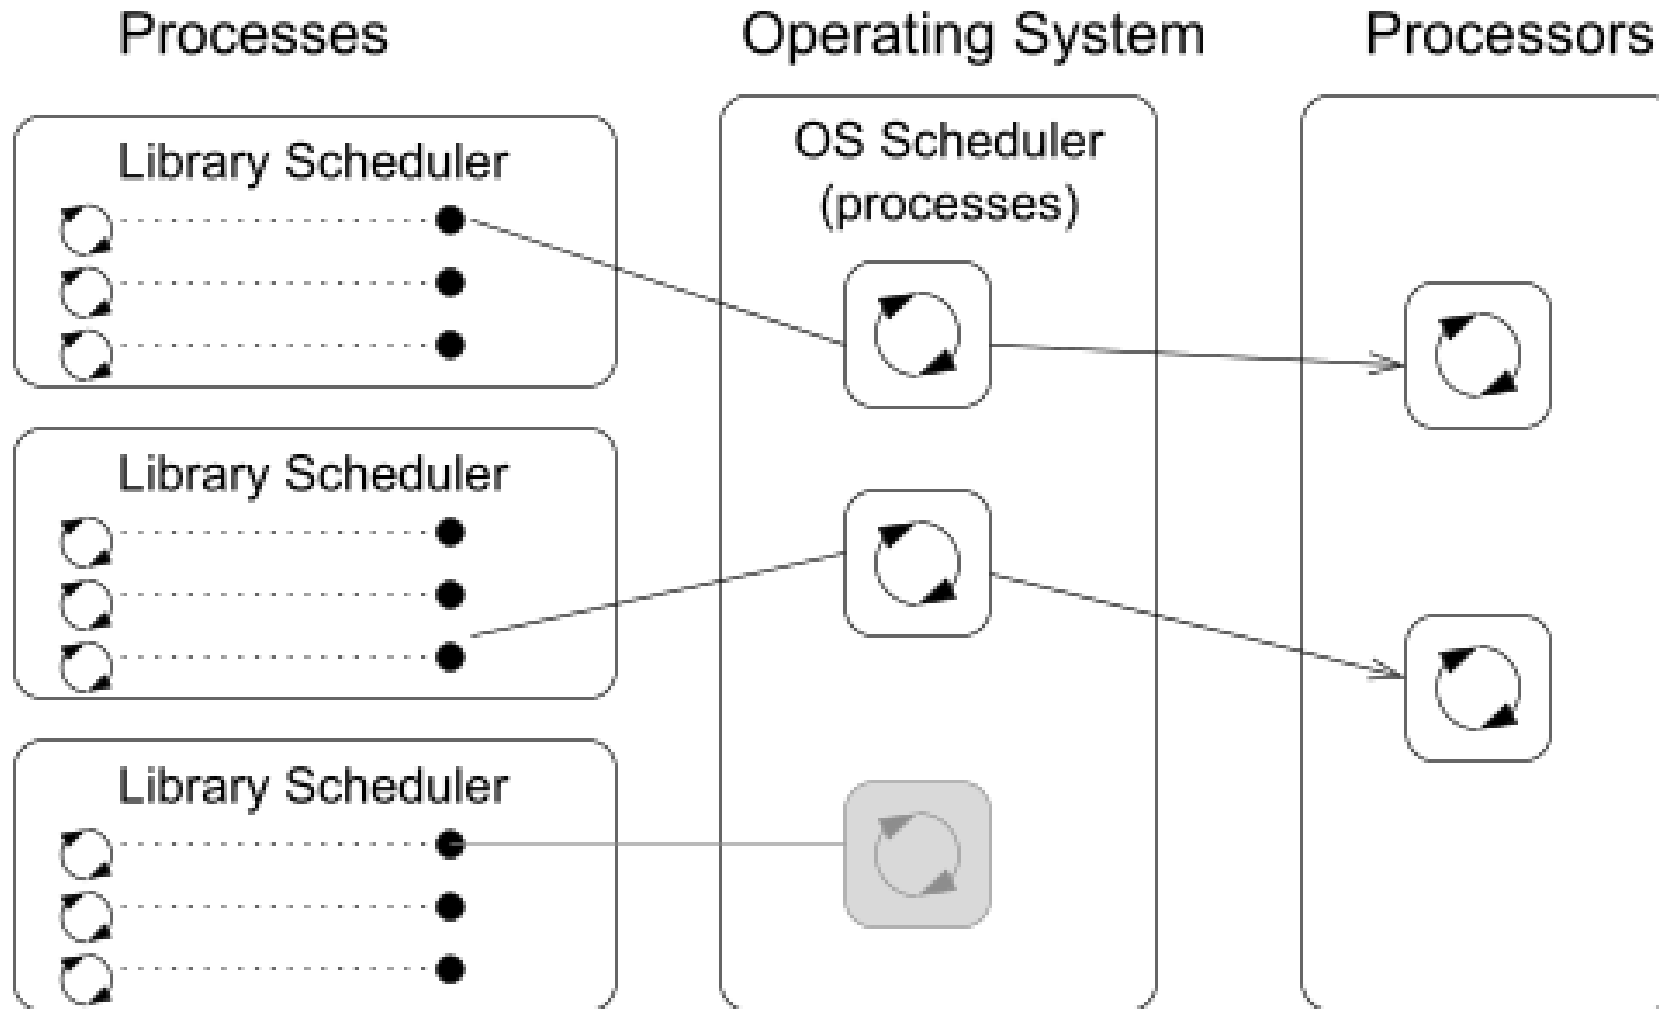 Processes
Operating System
Processors
Library Scheduler
Library Scheduler
Library Scheduler
OS Scheduler
(processes)